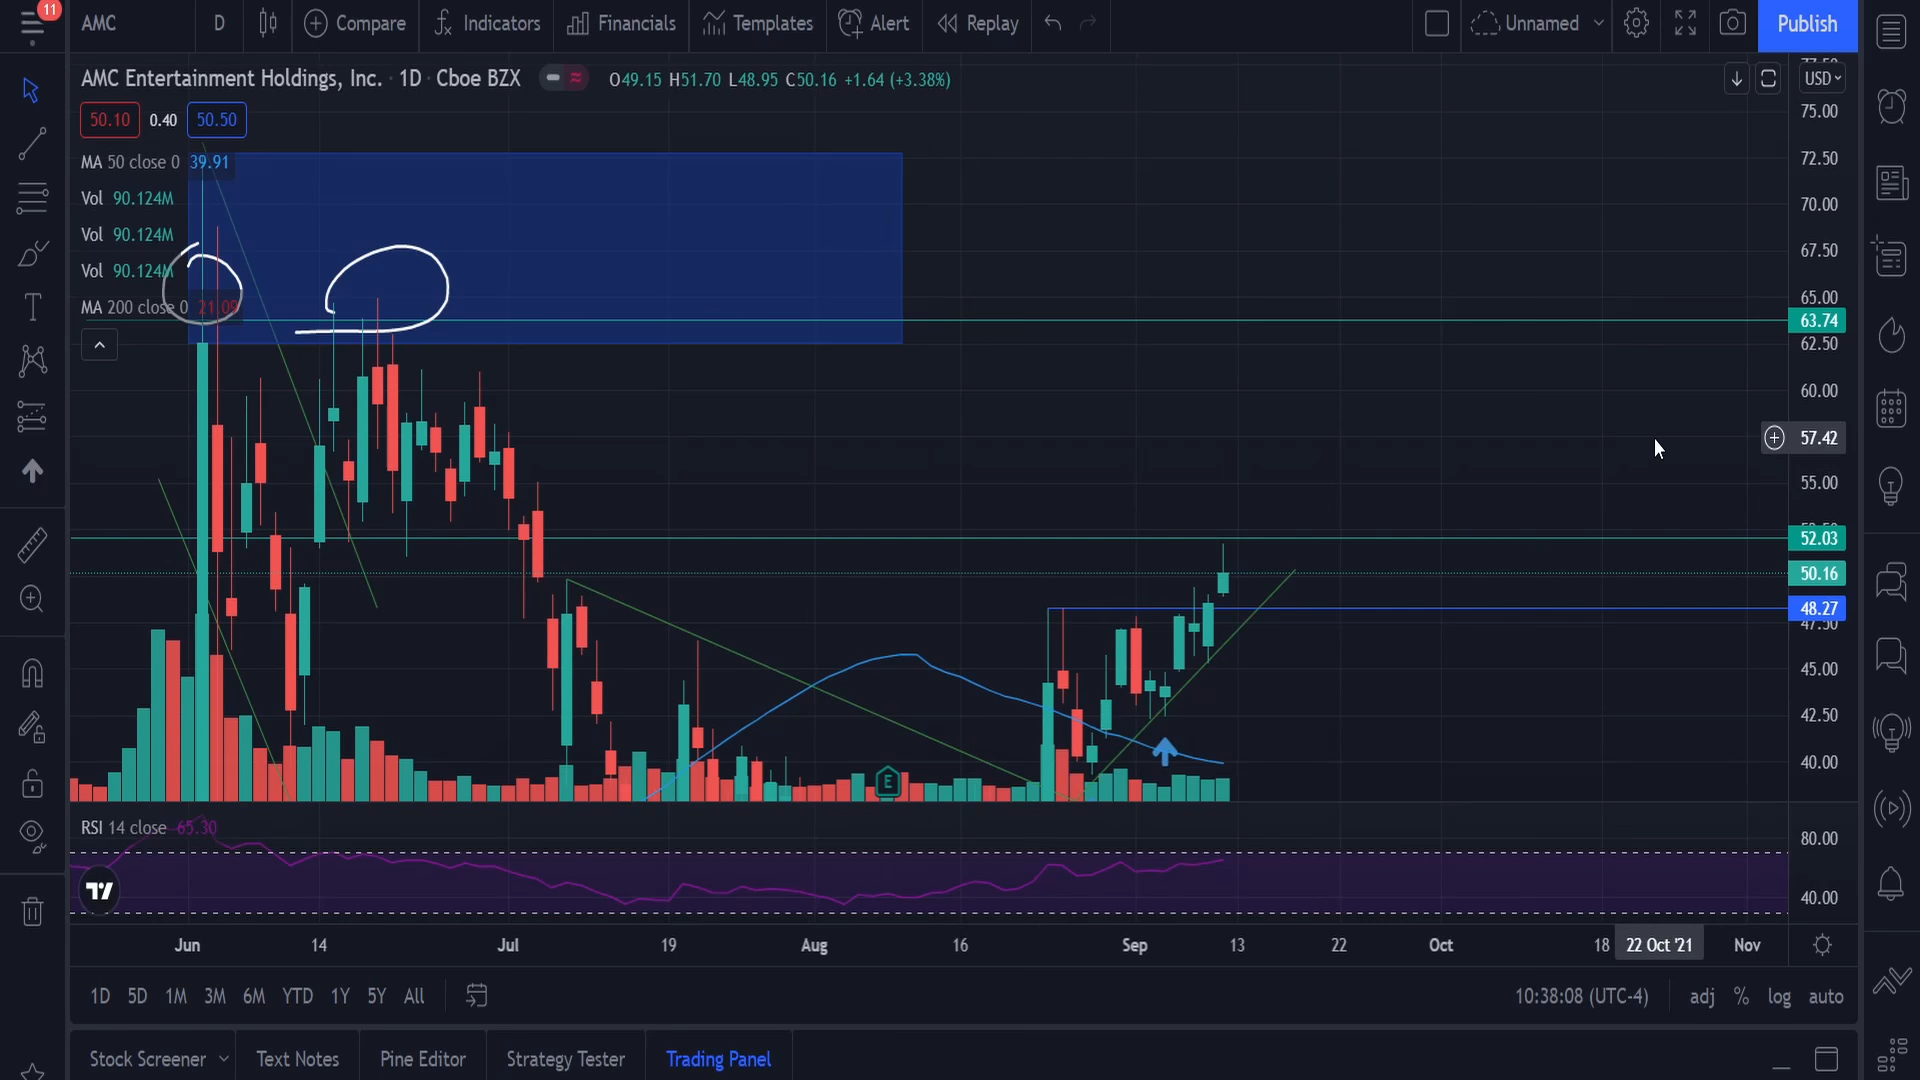 11
AMC D Compare Indicators Financials Templates Alert Replay Unnamed Publish
AMC Entertainment Holdings, Inc. · 1D · Cboe BZX O49.15 H51.70 L48.95 C50.16 +1.64 (+3.38%)
USD
50.10 0.40 50.50
MA 50 close 0 39.91
Vol 90.124M
Vol 90.124M
Vol 90.124M
MA 200 close 0 21.09
75.00
72.50
70.00
67.50
65.00
63.74
62.50
60.00
57.42
55.00
52.03
50.16
48.27
47.50
45.00
42.50
40.00
E
RSI 14 close 65.30
80.00
40.00
Jun 14 Jul 19 Aug 16 Sep 13 22 Oct 18 22 Oct '21 Nov
1D 5D 1M 3M 6M YTD 1Y 5Y All 10:38:08 (UTC-4) adj % log auto
Stock Screener Text Notes Pine Editor Strategy Tester Trading Panel